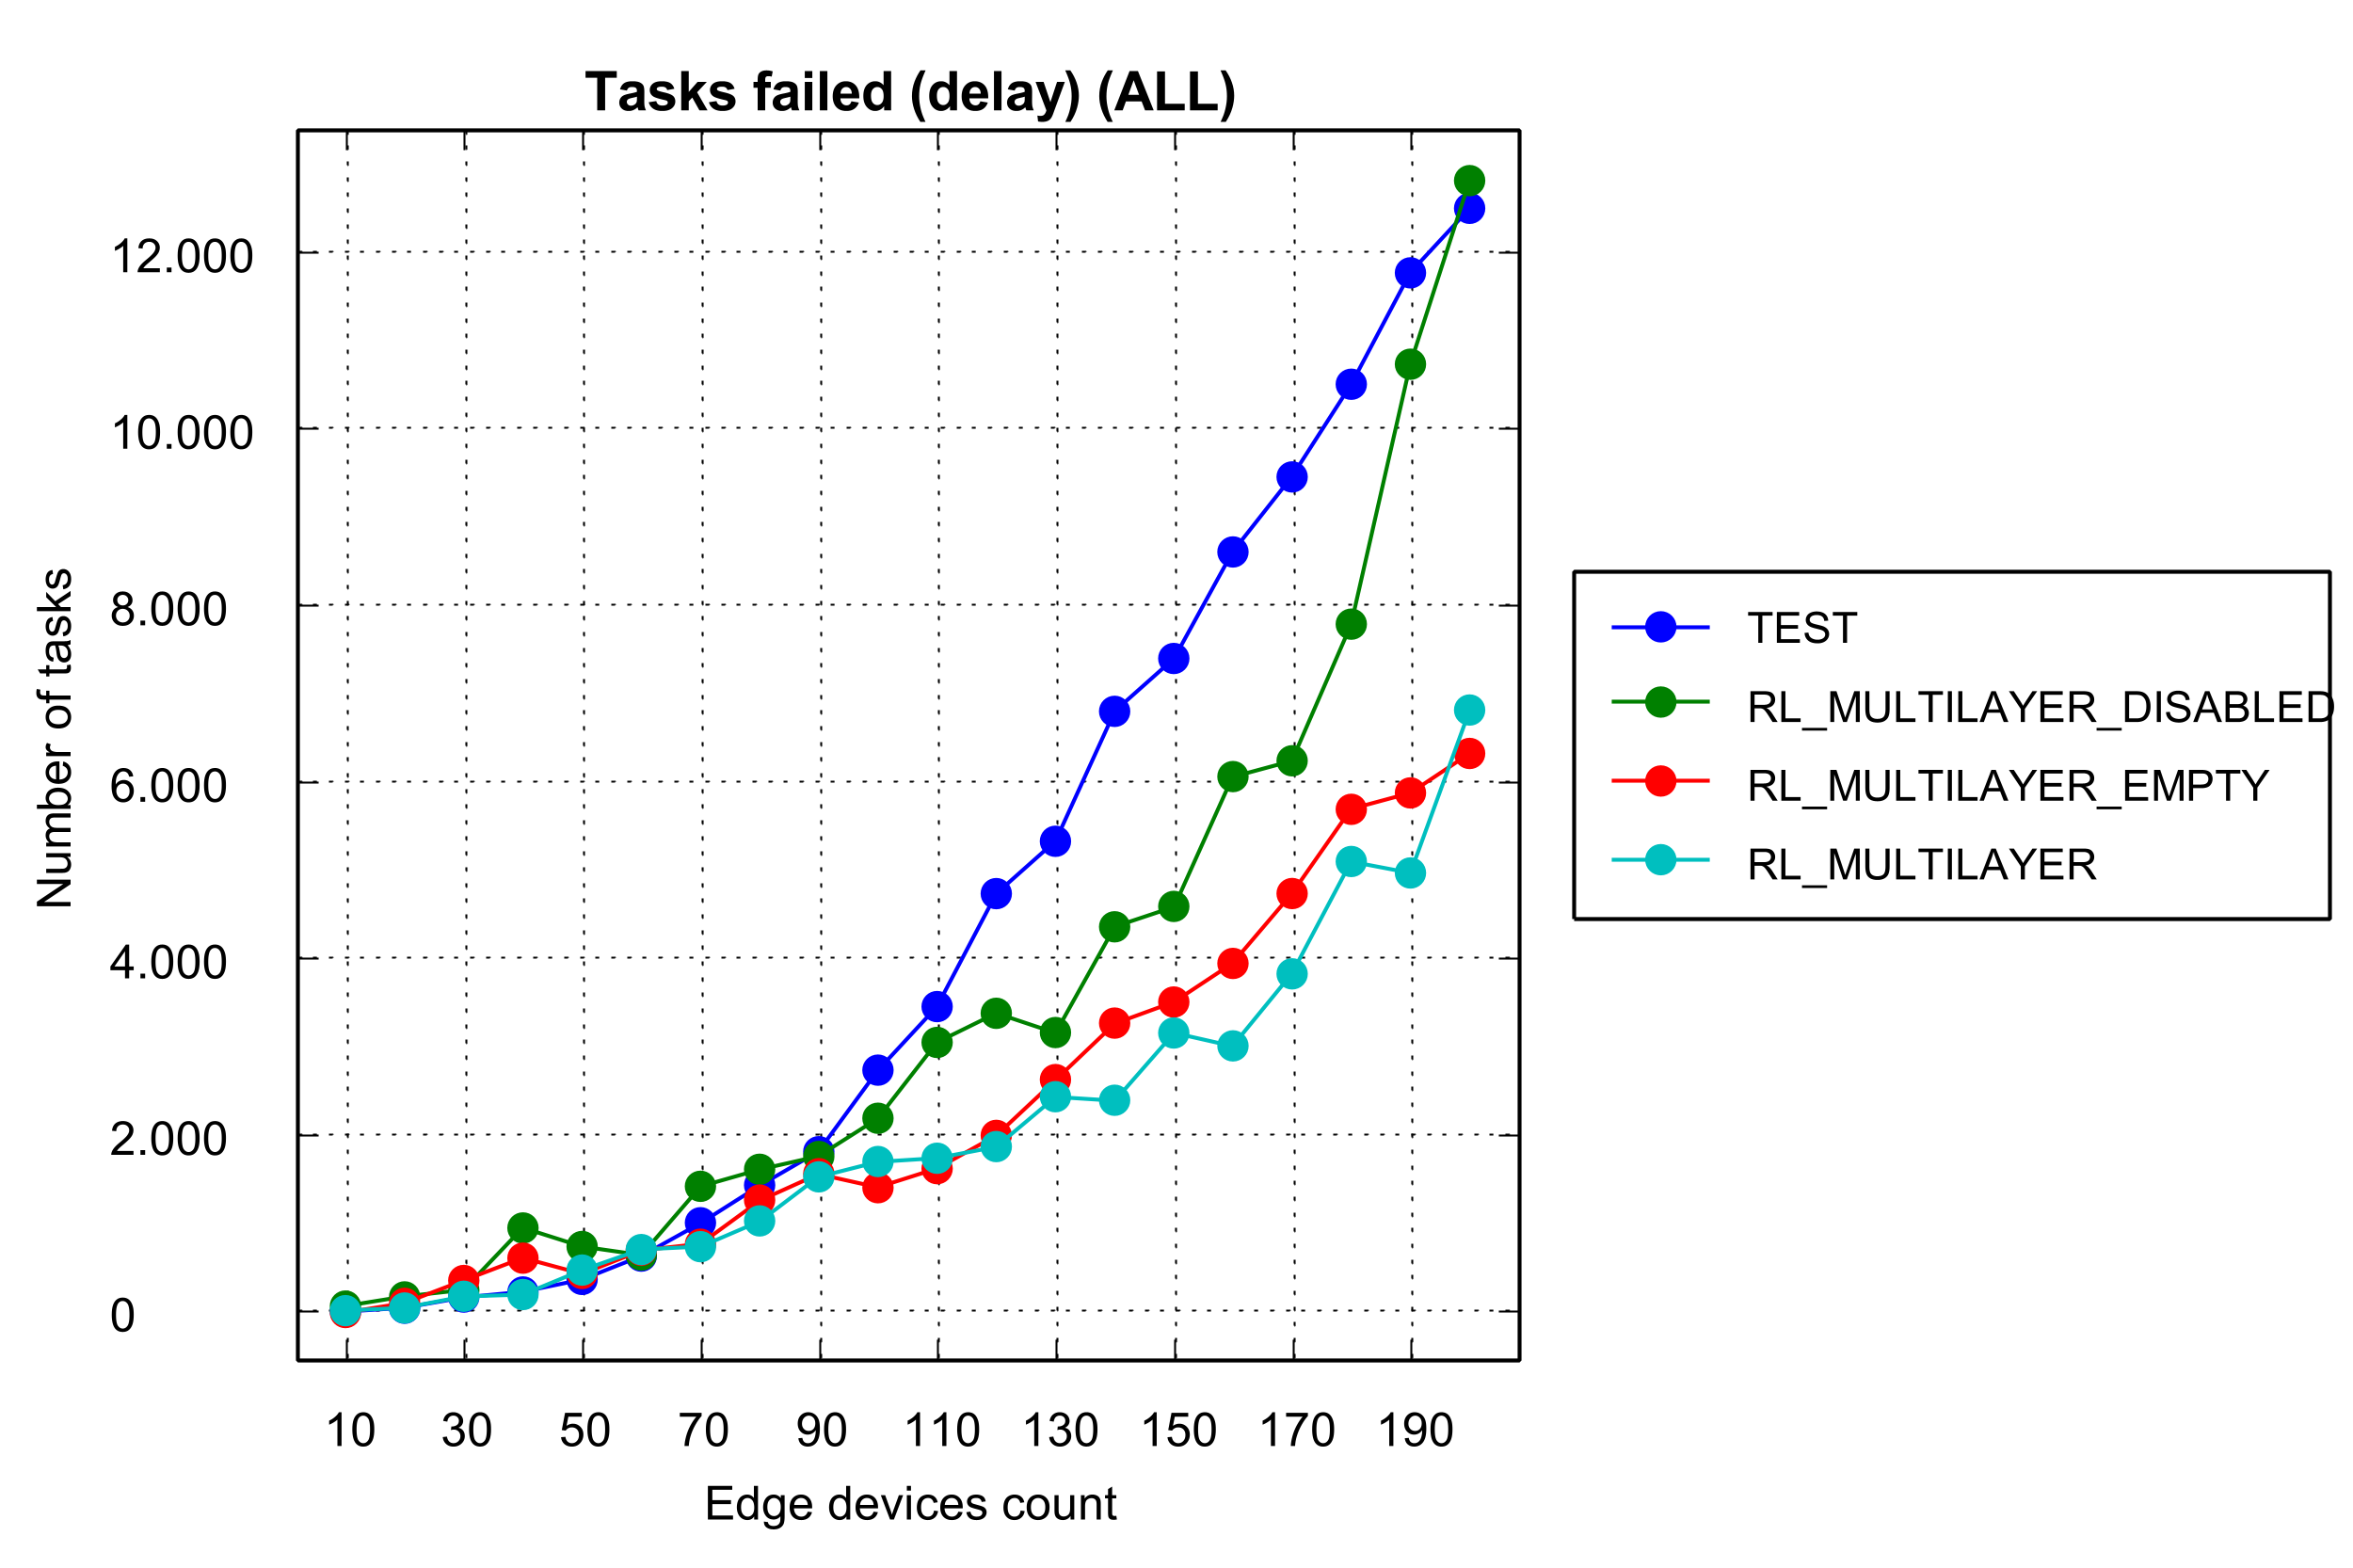 Tasks failed (delay) (ALL)
Number of tasks
12.000
10.000
8.000
6.000
4.000
2.000
0
10 30 50 70 90 110 130 150 170 190
Edge devices count
TEST
RL_MULTILAYER_DISABLED
RL_MULTILAYER_EMPTY
RL_MULTILAYER